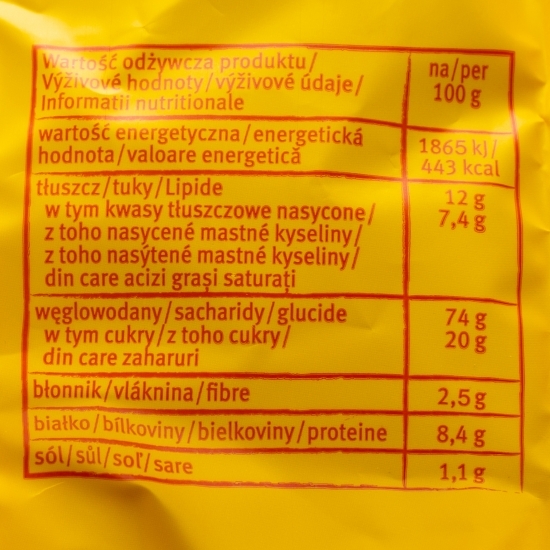 Wartość odżywcza produktu/
Výživové hodnoty/výživové údaje/
Informatii nutritionale
na/per
100 g
wartość energetyczna/energetická
hodnota/valoare energetică
1865 kJ/
443 kcal
tłuszcz/tuky/Lipide
w tym kwasy tłuszczowe nasycone/
z toho nasycené mastné kyseliny/
z toho nasýtené mastné kyseliny/
din care acizi grași saturați
12 g
7,4 g
węglowodany/sacharidy/glucide
w tym cukry/z toho cukry/
din care zaharuri
74 g
20 g
błonnik/vláknina/fibre
2,5 g
białko/bílkoviny/bielkoviny/proteine
8,4 g
sól/sůl/soľ/sare
1,1 g